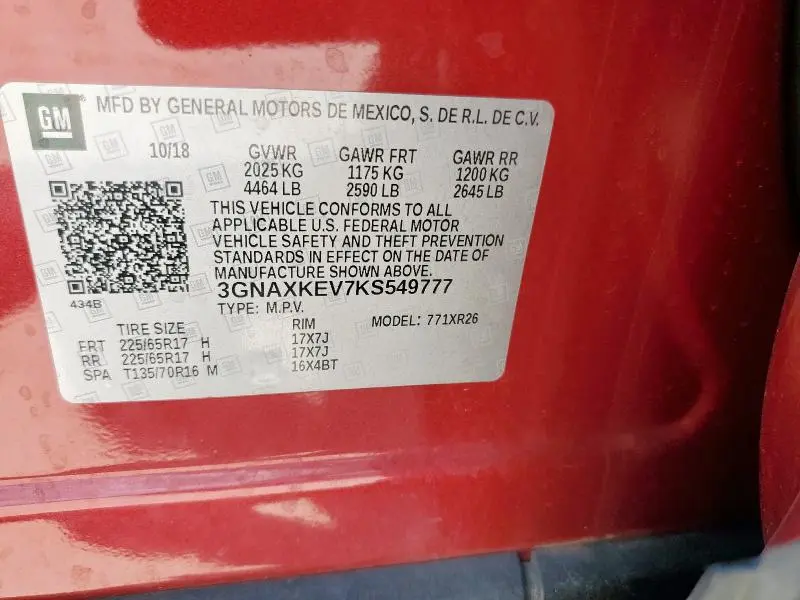 GM
MFD BY GENERAL MOTORS DE MEXICO, S. DE R.L. DE C.V.
10/18 GVWR GAWR FRT GAWR RR
2025 KG 1175 KG 1200 KG
4464 LB 2590 LB 2645 LB
THIS VEHICLE CONFORMS TO ALL
APPLICABLE U.S. FEDERAL MOTOR
VEHICLE SAFETY AND THEFT PREVENTION
STANDARDS IN EFFECT ON THE DATE OF
MANUFACTURE SHOWN ABOVE.
434B 3GNAXKEV7KS549777
TYPE: M.P.V. MODEL: 771XR26
TIRE SIZE RIM
FRT 225/65R17 H 17X7J
RR 225/65R17 H 17X7J
SPA T135/70R16 M 16X4BT